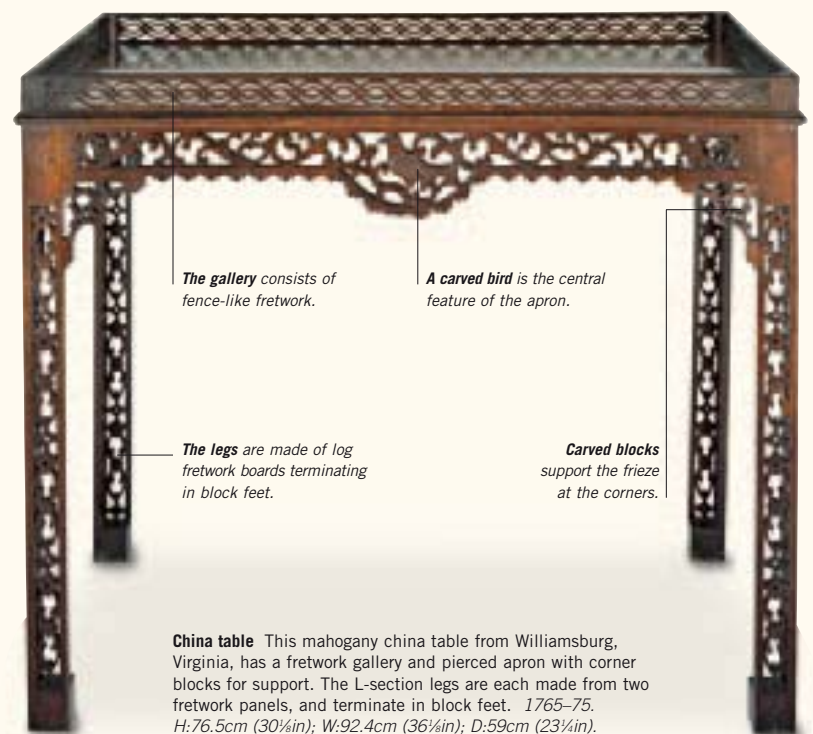 The gallery consists of
fence-like fretwork.
A carved bird is the central
feature of the apron.
The legs are made of log
fretwork boards terminating
in block feet.
Carved blocks
support the frieze
at the corners.
China table This mahogany china table from Williamsburg,
Virginia, has a fretwork gallery and pierced apron with corner
blocks for support. The L-section legs are each made from two
fretwork panels, and terminate in block feet. 1765–75.
H:76.5cm (30⅛in); W:92.4cm (36⅛in); D:59cm (23¼in).